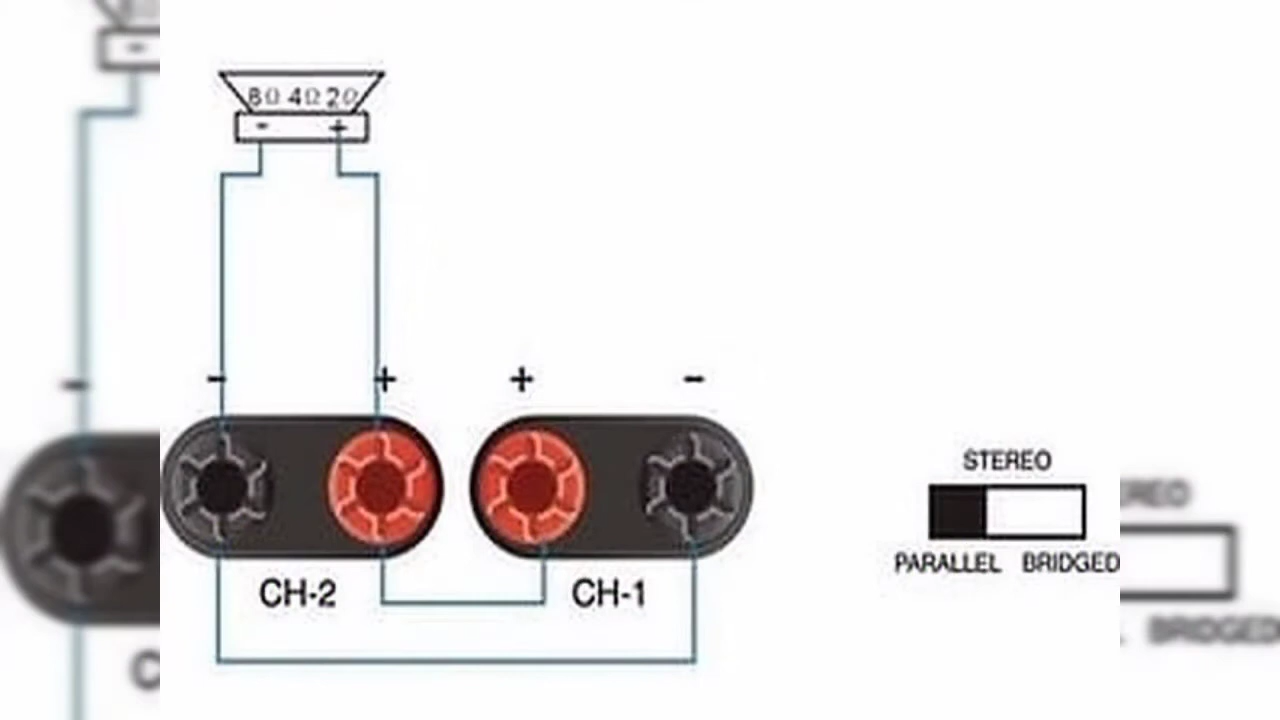 8Ω 4Ω 2Ω
- +
- + + -
CH-2 CH-1
STEREO
PARALLEL BRIDGED